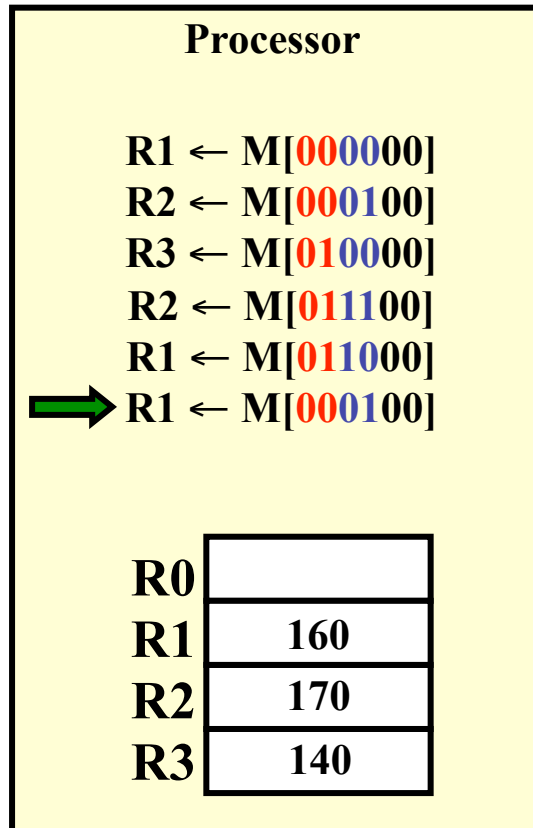 Processor
R1 ← M[000000]
R2 ← M[000100]
R3 ← M[010000]
R2 ← M[011100]
R1 ← M[011000]
R1 ← M[000100]
R0
R1 160
R2 170
R3 140